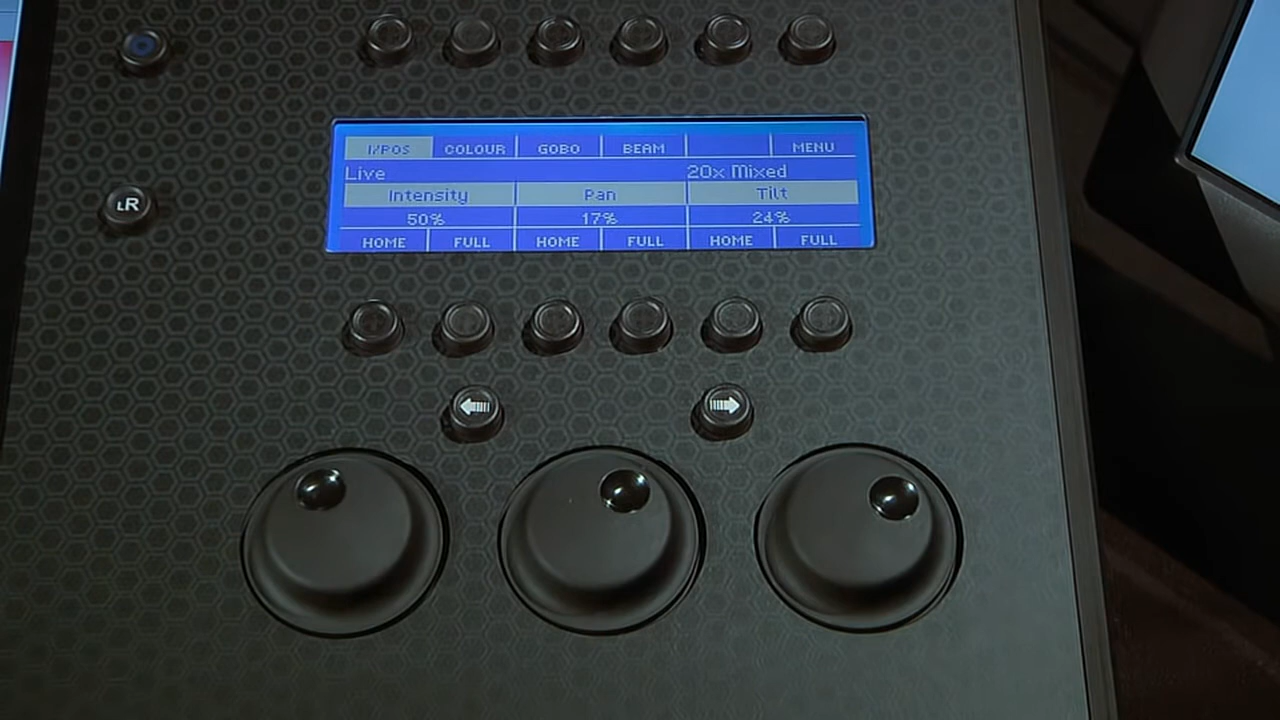 I/POS COLOUR GOBO BEAM MENU
Live 20x Mixed
Intensity Pan Tilt
50% 17% 24%
HOME FULL HOME FULL HOME FULL
LR